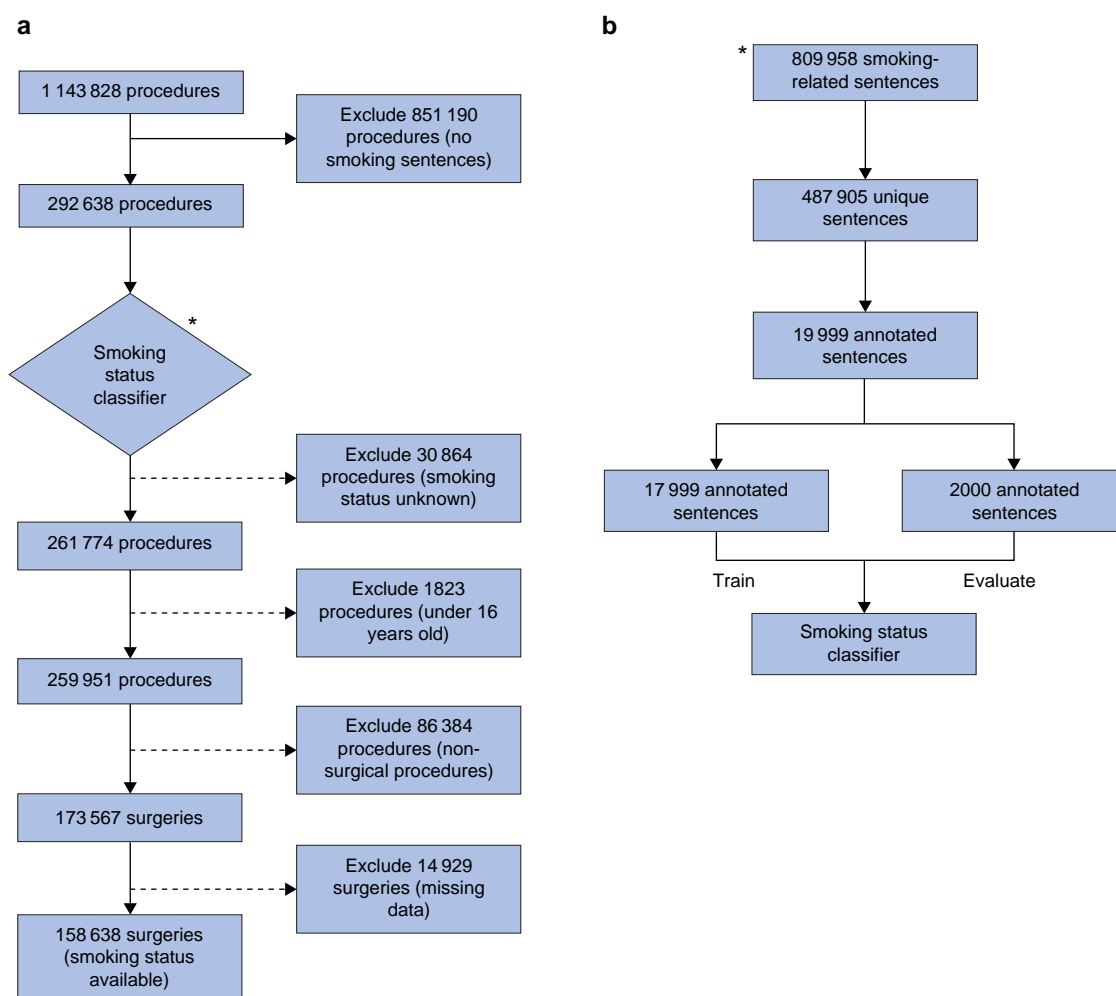 a
1 143 828 procedures
Exclude 851 190
procedures (no
smoking sentences)
292 638 procedures
*
Smoking
status
classifier
Exclude 30 864
procedures (smoking
status unknown)
261 774 procedures
Exclude 1823
procedures (under 16
years old)
259 951 procedures
Exclude 86 384
procedures (non-
surgical procedures)
173 567 surgeries
Exclude 14 929
surgeries (missing
data)
158 638 surgeries
(smoking status
available)
b
*
809 958 smoking-
related sentences
487 905 unique
sentences
19 999 annotated
sentences
17 999 annotated
sentences
2000 annotated
sentences
Train
Evaluate
Smoking status
classifier